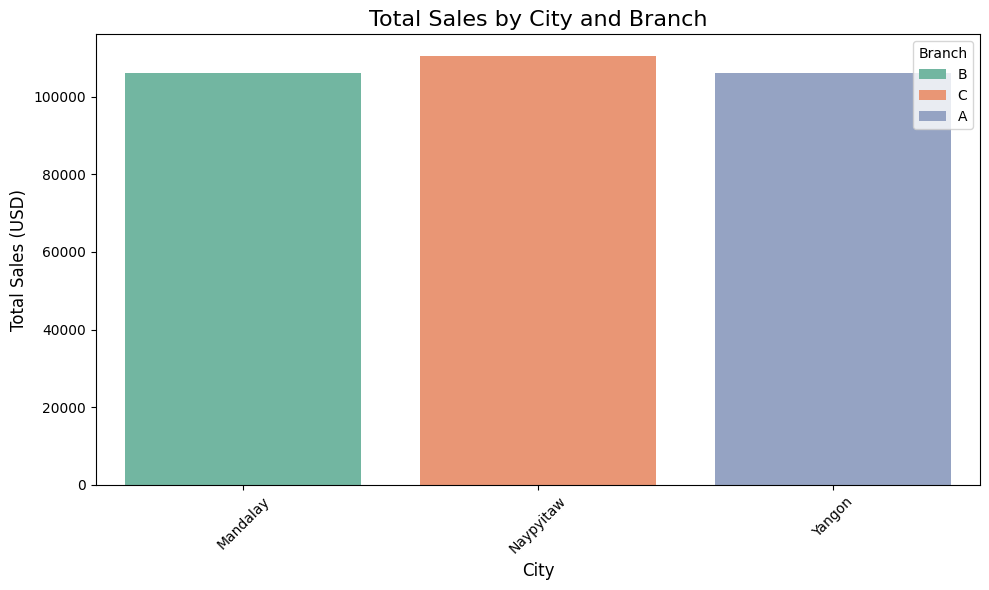 Total Sales by City and Branch
Branch
B
C
A
Total Sales (USD)
100000
80000
60000
40000
20000
0
Mandalay
Naypyitaw
Yangon
City